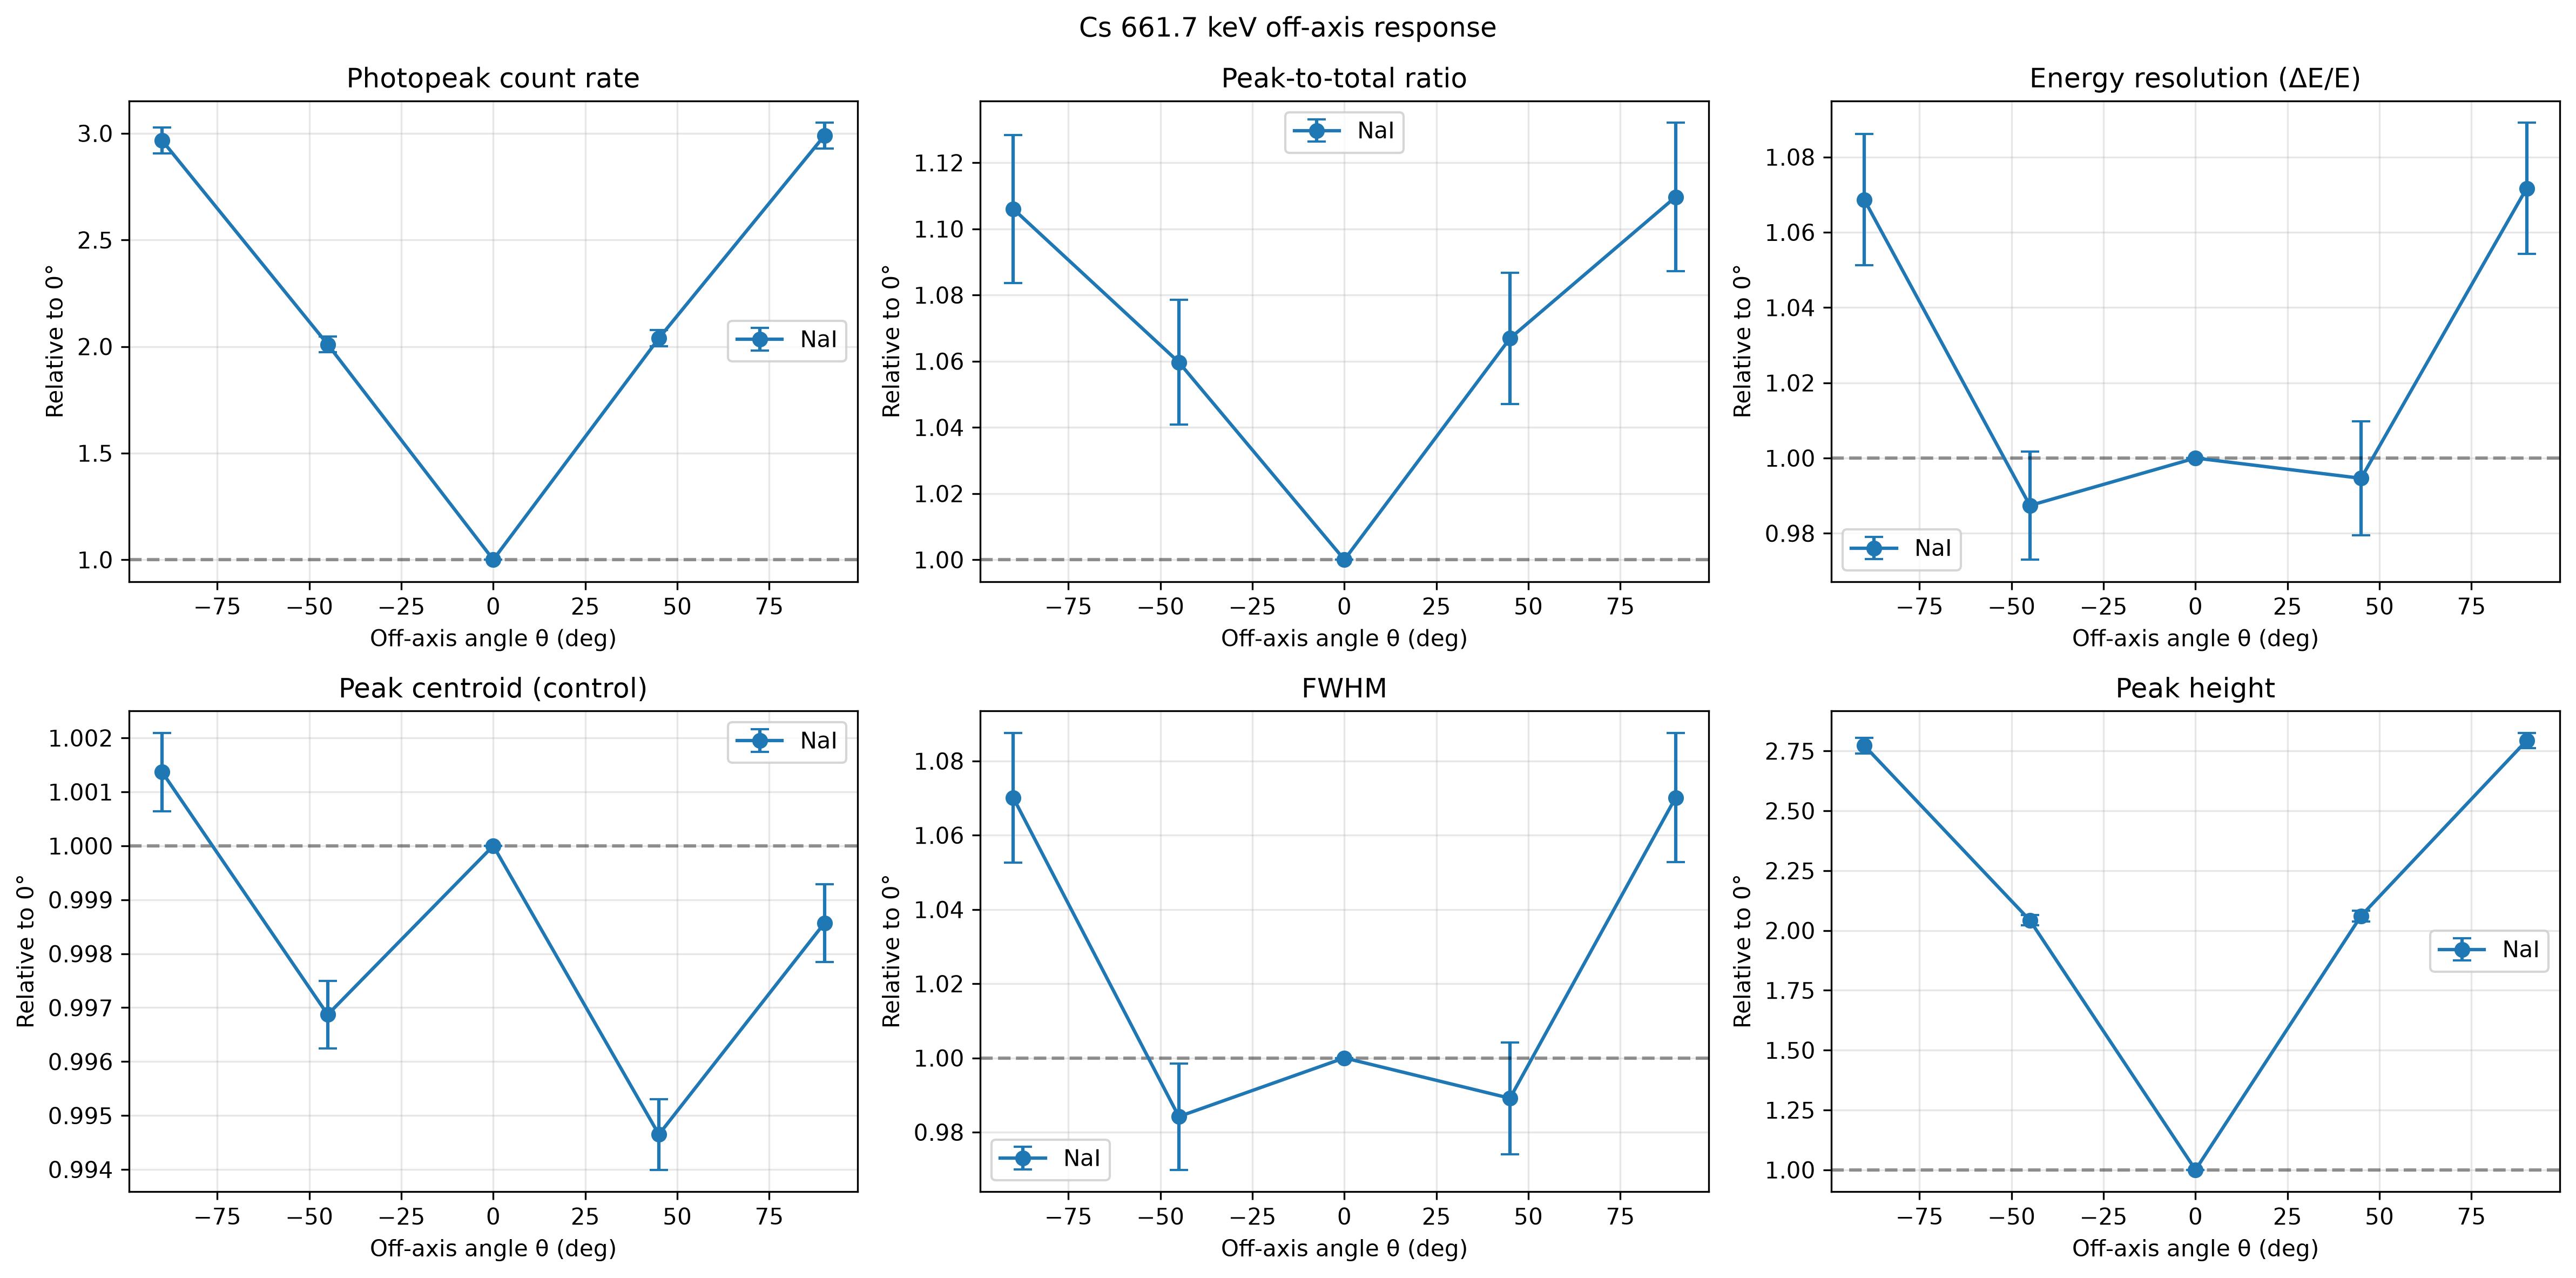 Cs 661.7 keV off-axis response
Photopeak count rate
Relative to 0°
3.0
2.5
2.0
1.5
1.0
NaI
−75 −50 −25 0 25 50 75
Off-axis angle θ (deg)
Peak-to-total ratio
Relative to 0°
1.12
1.10
1.08
1.06
1.04
1.02
1.00
NaI
−75 −50 −25 0 25 50 75
Off-axis angle θ (deg)
Energy resolution (ΔE/E)
Relative to 0°
1.08
1.06
1.04
1.02
1.00
0.98
NaI
−75 −50 −25 0 25 50 75
Off-axis angle θ (deg)
Peak centroid (control)
Relative to 0°
1.002
1.001
1.000
0.999
0.998
0.997
0.996
0.995
0.994
NaI
−75 −50 −25 0 25 50 75
Off-axis angle θ (deg)
FWHM
Relative to 0°
1.08
1.06
1.04
1.02
1.00
0.98
NaI
−75 −50 −25 0 25 50 75
Off-axis angle θ (deg)
Peak height
Relative to 0°
2.75
2.50
2.25
2.00
1.75
1.50
1.25
1.00
NaI
−75 −50 −25 0 25 50 75
Off-axis angle θ (deg)